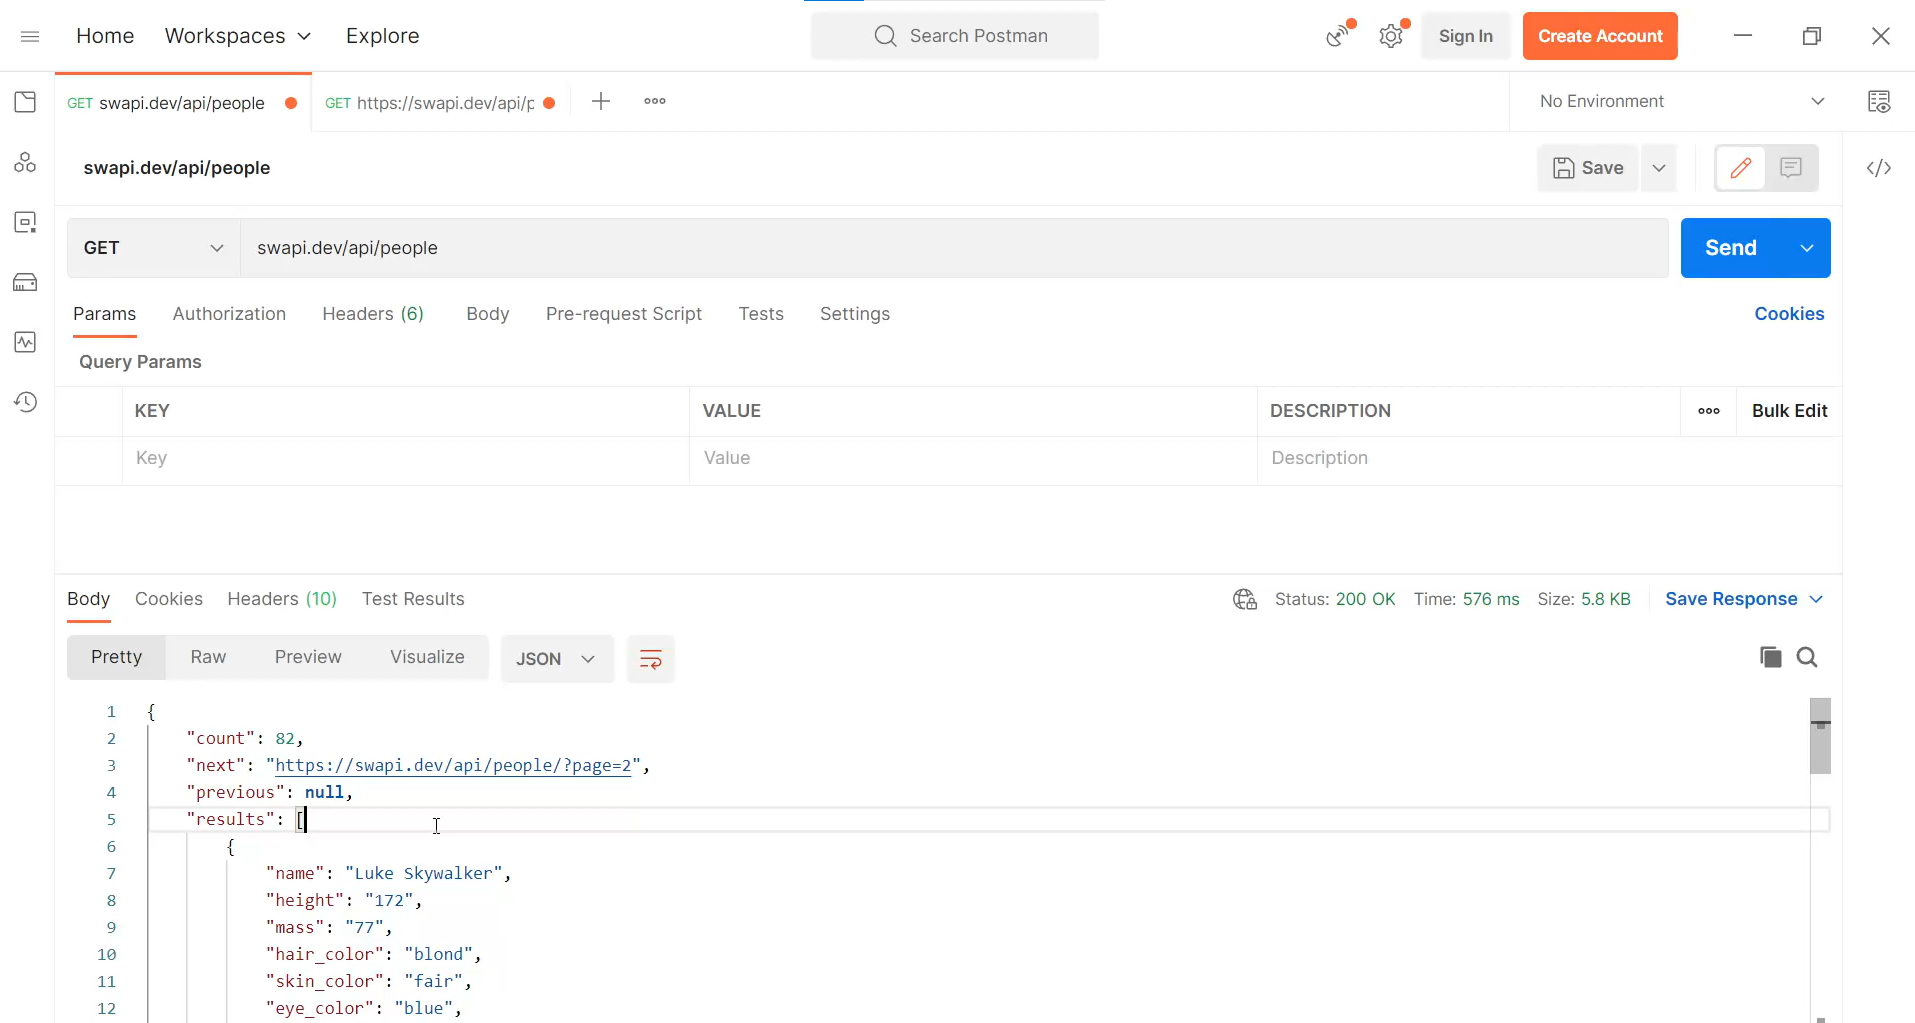 Home Workspaces Explore Search Postman Sign In Create Account
GET swapi.dev/api/people GET https://swapi.dev/api/p No Environment
swapi.dev/api/people Save
GET swapi.dev/api/people Send
Params Authorization Headers (6) Body Pre-request Script Tests Settings Cookies
Query Params
KEY VALUE DESCRIPTION Bulk Edit
Key Value Description
Body Cookies Headers (10) Test Results Status: 200 OK Time: 576 ms Size: 5.8 KB Save Response
Pretty Raw Preview Visualize JSON
1 {
2 "count": 82,
3 "next": "https://swapi.dev/api/people/?page=2",
4 "previous": null,
5 "results": [
6 {
7 "name": "Luke Skywalker",
8 "height": "172",
9 "mass": "77",
10 "hair_color": "blond",
11 "skin_color": "fair",
12 "eye_color": "blue",